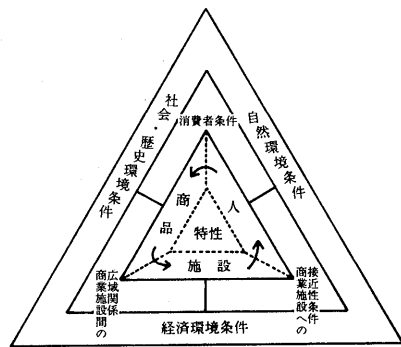 社会・歴史環境条件
自然環境条件
消費者条件
商品
人
特性
施設
広域関係
商業施設間の
接近性条件
商業施設への
経済環境条件